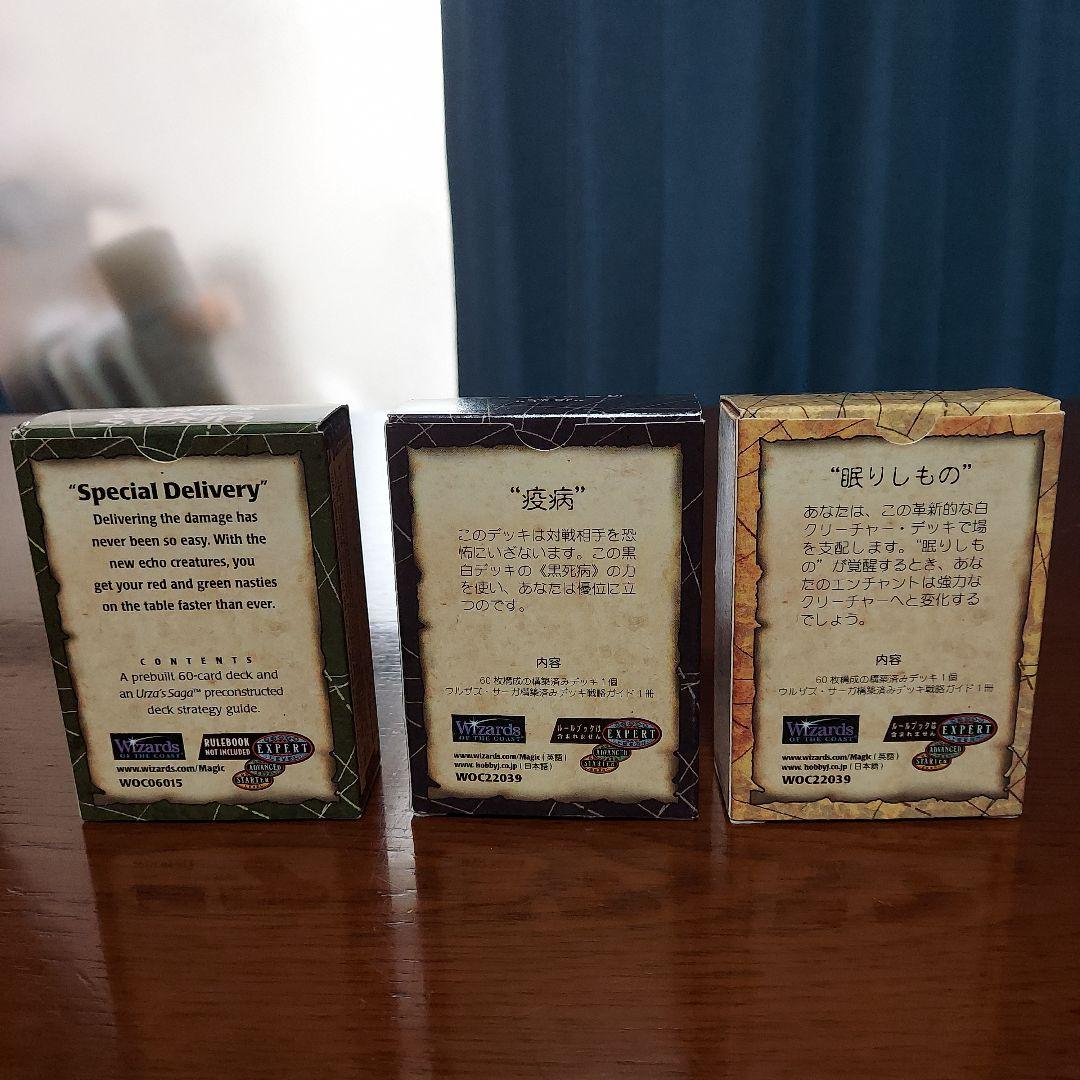 “Special Delivery”
Delivering the damage has
never been so easy. With the
new echo creatures, you
get your red and green nasties
on the table faster than ever.
CONTENTS
A prebuilt 60-card deck and
an Urza's Saga™ preconstructed
deck strategy guide.
WIZARDS
OF THE COAST
RULEBOOK
NOT INCLUDED
EXPERT
ADVANCED
STARTER
www.wizards.com/Magic
WOC06015
“疫病”
このデッキは対戦相手を恐
怖にいざないます。この黒
白デッキの《黒死病》の力
を使い、あなたは優位に立
つのです。
内容
60枚構成の構築済みデッキ1個
ウルザズ・サーガ構築済みデッキ戦略ガイド1冊
WIZARDS
OF THE COAST
ルールブックは
含まれません
EXPERT
ADVANCED
STARTER
www.wizards.com/Magic (英語)
www.hobbyj.co.jp (日本語)
WOC22039
“眠りしもの”
あなたは、この革新的な白
クリーチャー・デッキで場
を支配します。“眠りしも
の”が覚醒するとき、あな
たのエンチャントは強力な
クリーチャーへと変化する
でしょう。
内容
60枚構成の構築済みデッキ1個
ウルザズ・サーガ構築済みデッキ戦略ガイド1冊
WIZARDS
OF THE COAST
ルールブックは
含まれません
EXPERT
ADVANCED
STARTER
www.wizards.com/Magic (英語)
www.hobbyj.co.jp (日本語)
WOC22039